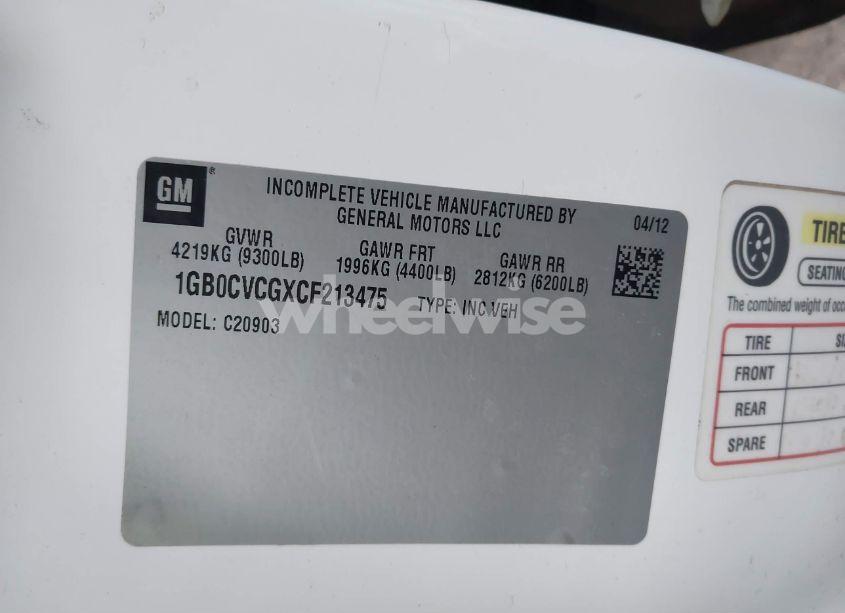 GM
®
INCOMPLETE VEHICLE MANUFACTURED BY
GENERAL MOTORS LLC
04/12
GVWR
4219KG (9300LB)
GAWR FRT
1996KG (4400LB)
GAWR RR
2812KG (6200LB)
1GB0CVCGXCF213475
TYPE: INC VEH
MODEL: C20903
wheelwise
TIRE
SEATING
The combined weight of occ
TIRE
SI
FRONT
REAR
SPARE